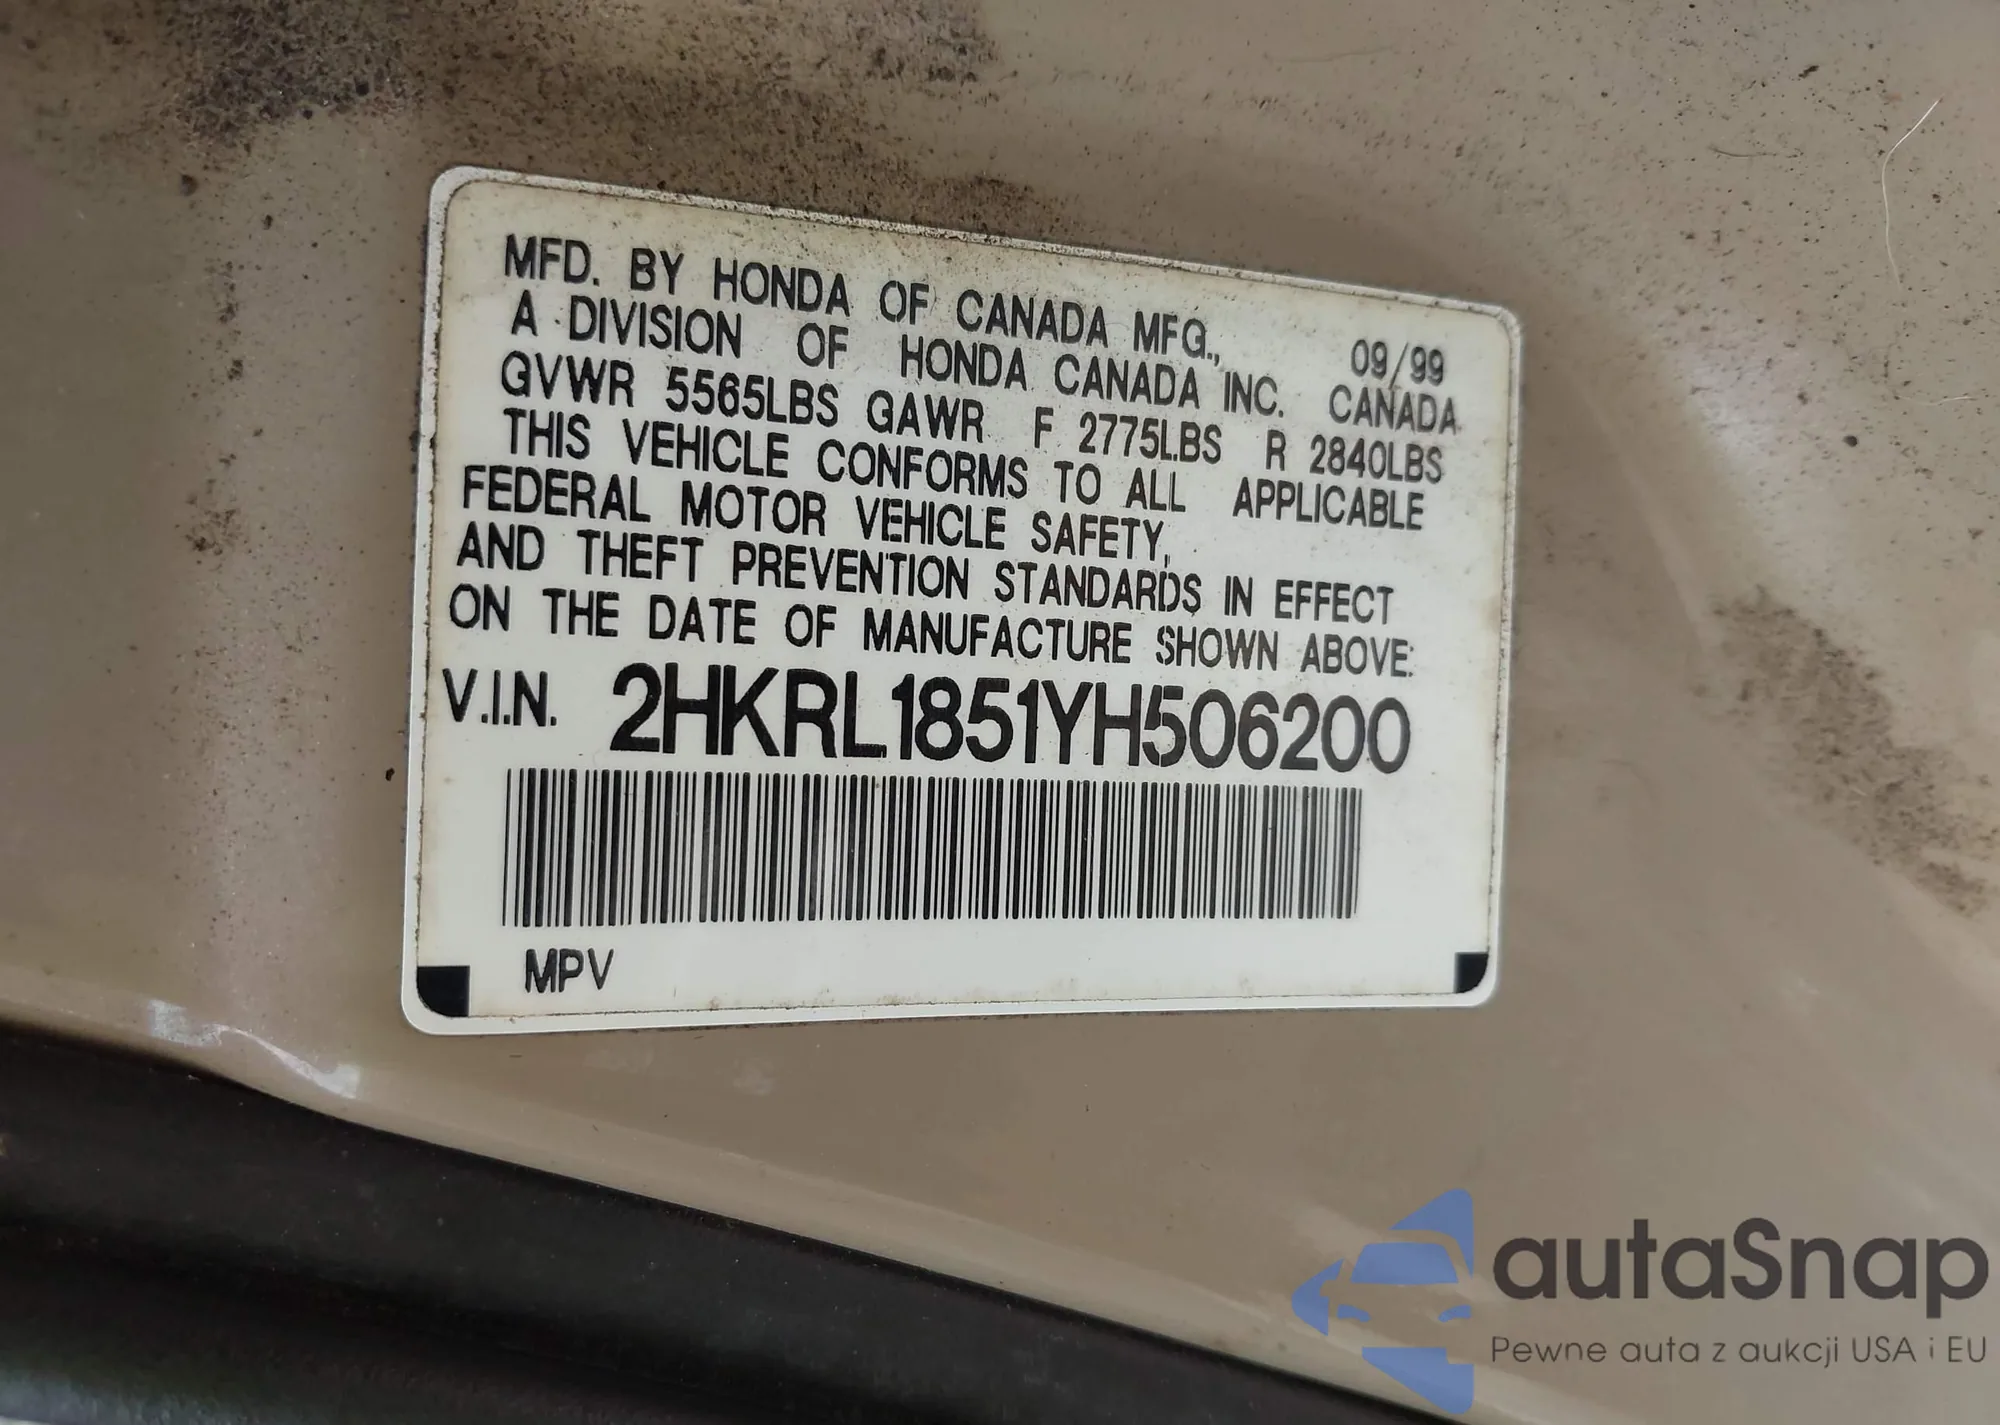 MFD. BY HONDA OF CANADA MFG., 09/99
A DIVISION OF HONDA CANADA INC. CANADA
GVWR 5565LBS GAWR F 2775LBS R 2840LBS
THIS VEHICLE CONFORMS TO ALL APPLICABLE
FEDERAL MOTOR VEHICLE SAFETY,
AND THEFT PREVENTION STANDARDS IN EFFECT
ON THE DATE OF MANUFACTURE SHOWN ABOVE:
V.I.N. 2HKRL1851YH506200
MPV
autaSnap
Pewne auta z aukcji USA i EU